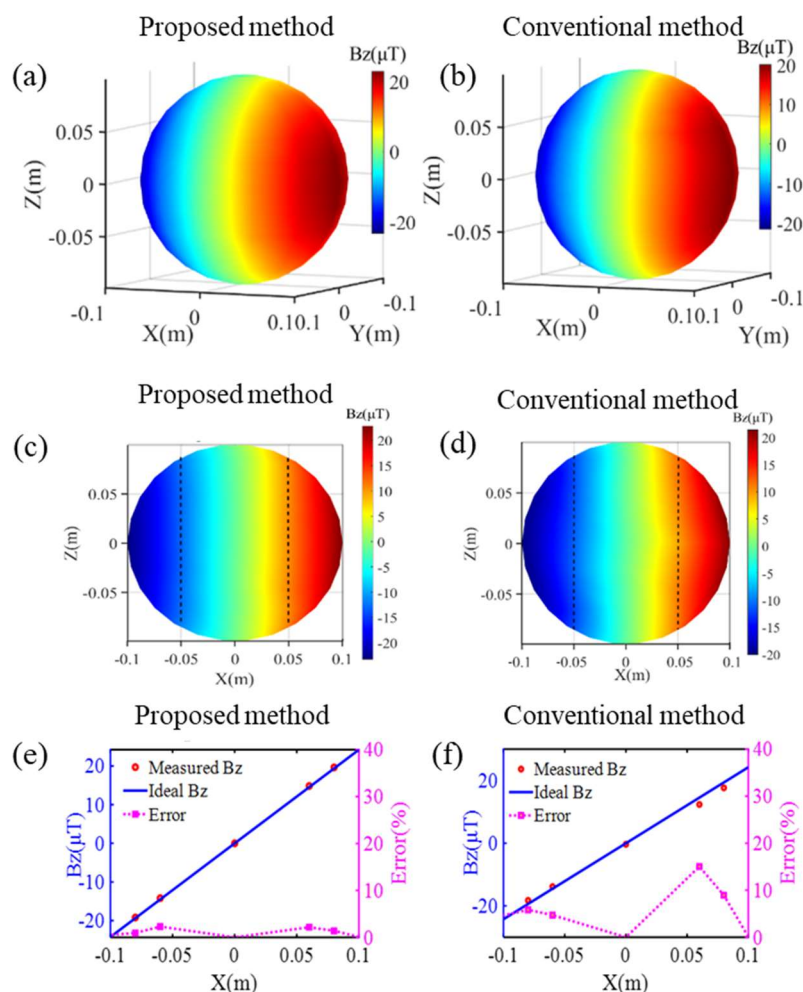 Proposed method
Conventional method
(a)
Bz(μT)
20
0
-20
0.05
0
-0.05
Z(m)
-0.1
0
0.10.1
0
-0.1
X(m)
Y(m)
(b)
Bz(μT)
20
10
0
-10
-20
0.05
0
-0.05
Z(m)
-0.1
0
0.10.1
0
-0.1
X(m)
Y(m)
Proposed method
Conventional method
(c)
Bz(μT)
20
15
10
5
0
-5
-10
-15
-20
0.05
0
-0.05
Z(m)
-0.1
-0.05
0
0.05
0.1
X(m)
(d)
Bz(μT)
20
15
10
5
0
-5
-10
-15
-20
0.05
0
-0.05
Z(m)
-0.1
-0.05
0
0.05
0.1
X(m)
Proposed method
Conventional method
(e)
20
0
-10
-20
Bz(μT)
Measured Bz
Ideal Bz
Error
40
30
20
10
0
Error(%)
-0.1
-0.05
0
0.05
0.1
X(m)
(f)
20
0
-20
Bz(μT)
Measured Bz
Ideal Bz
Error
40
30
20
10
0
Error(%)
-0.1
-0.05
0
0.05
0.1
X(m)